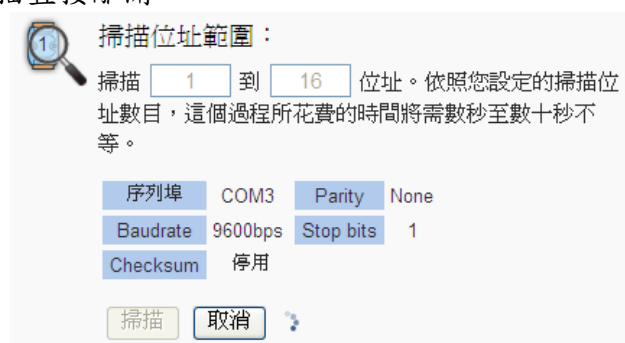 掃描位址範圍：
掃描 1 到 16 位址。依照您設定的掃描位
址數目，這個過程所花費的時間將需數秒至數十秒不
等。
序列埠 COM3 Parity None
Baudrate 9600bps Stop bits 1
Checksum 停用
掃描 取消